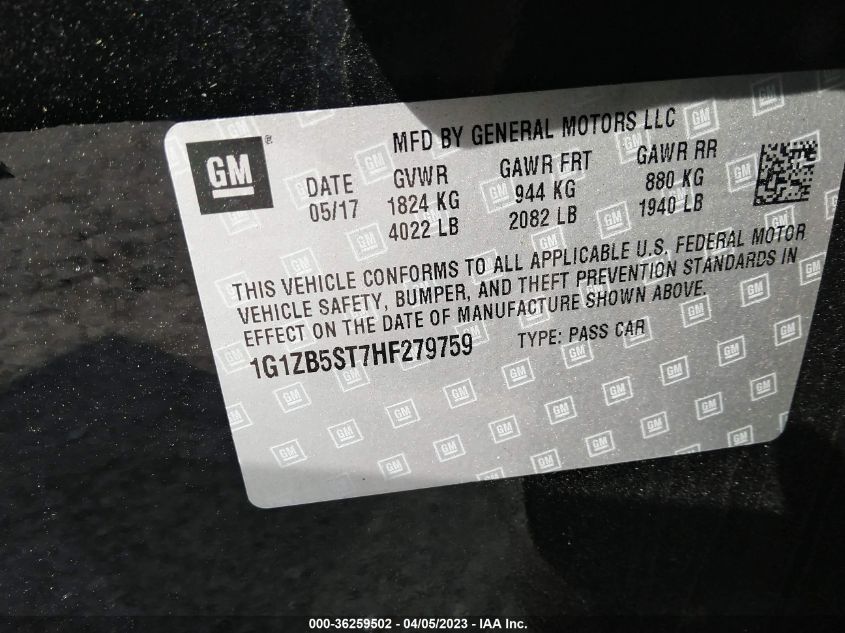 GM
MFD BY GENERAL MOTORS LLC
DATE GVWR GAWR FRT GAWR RR
05/17 1824 KG 944 KG 880 KG
4022 LB 2082 LB 1940 LB
THIS VEHICLE CONFORMS TO ALL APPLICABLE U.S. FEDERAL MOTOR
VEHICLE SAFETY, BUMPER, AND THEFT PREVENTION STANDARDS IN
EFFECT ON THE DATE OF MANUFACTURE SHOWN ABOVE.
1G1ZB5ST7HF279759 TYPE: PASS CAR
000-36259502 - 04/05/2023 - IAA Inc.